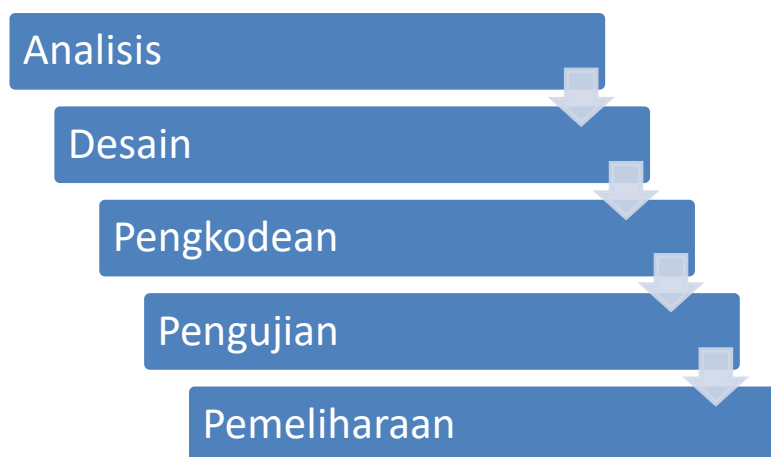 Analisis
Desain
Pengkodean
Pengujian
Pemeliharaan